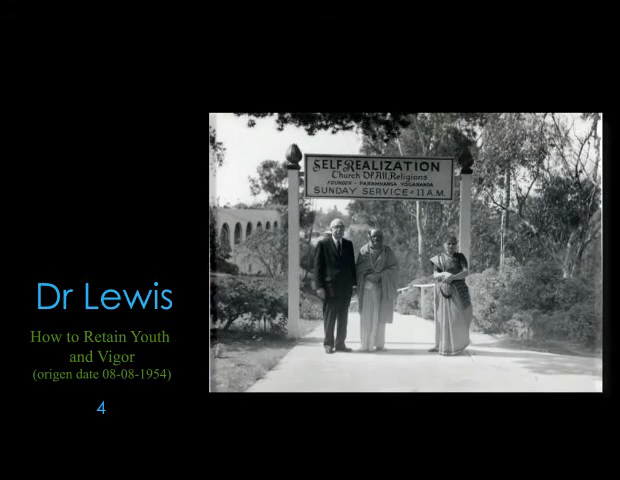 SELF REALIZATION
Church Of All Religions
FOUNDER - PARAMHANSA YOGANANDA
SUNDAY SERVICE - 11 A.M.
Dr Lewis
How to Retain Youth
and Vigor
(origen date 08-08-1954)
4